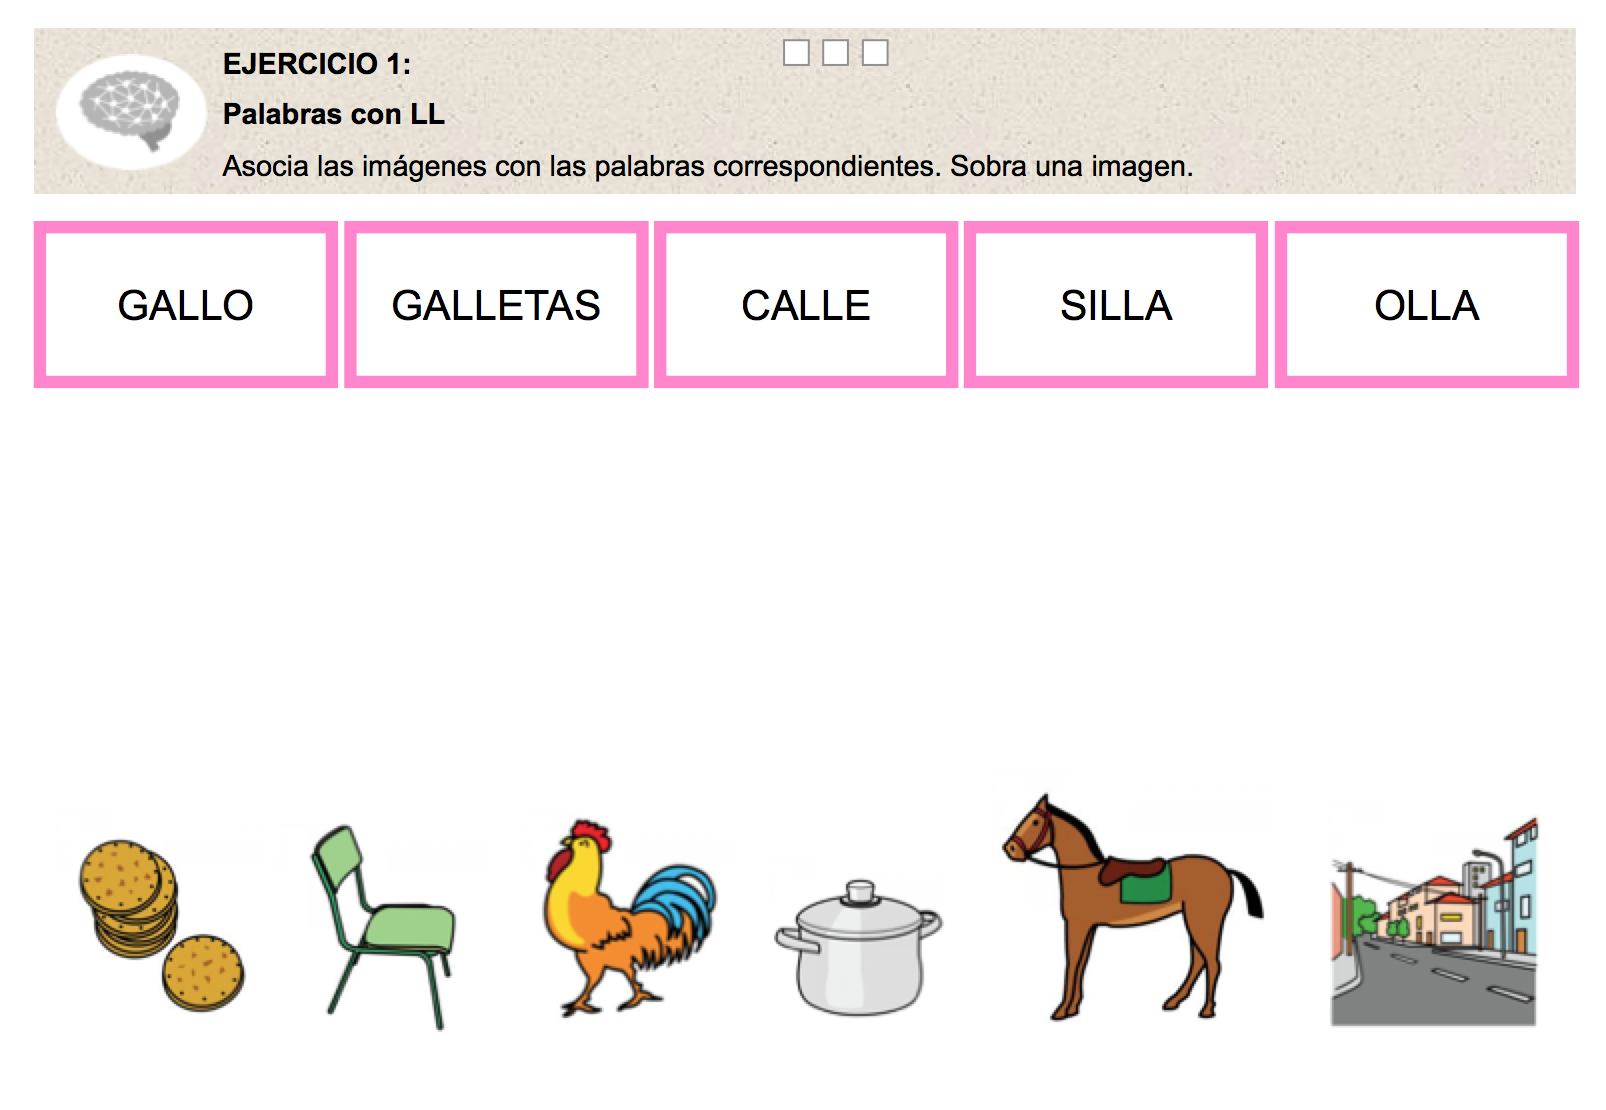 EJERCICIO 1:
Palabras con LL
Asocia las imágenes con las palabras correspondientes. Sobra una imagen.
GALLO GALLETAS CALLE SILLA OLLA